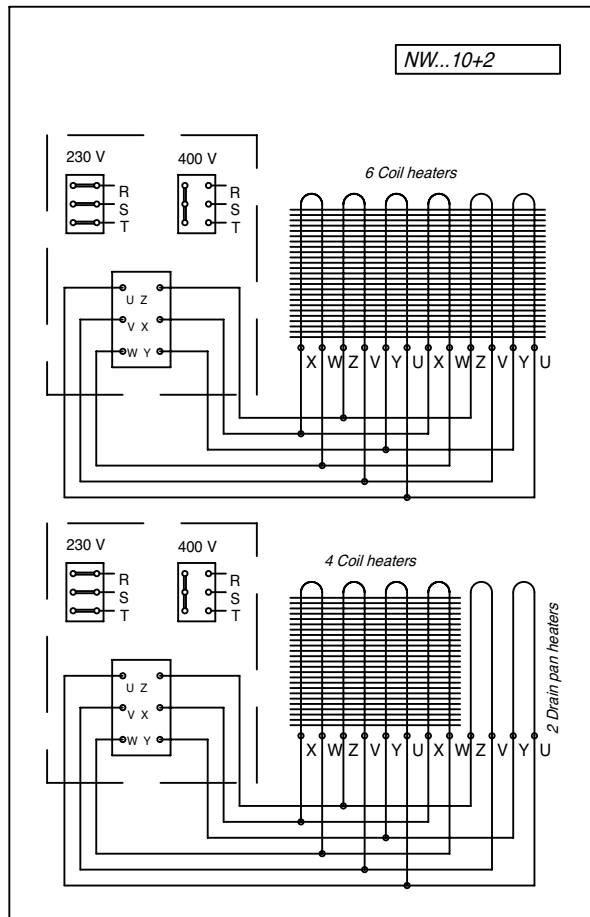 NW...10+2
230 V 400 V
R R
S S
T T
6 Coil heaters
U Z
V X
W Y
X W Z V Y U X W Z V Y U
230 V 400 V
R R
S S
T T
4 Coil heaters
2 Drain pan heaters
U Z
V X
W Y
X W Z V Y U X W Z V Y U